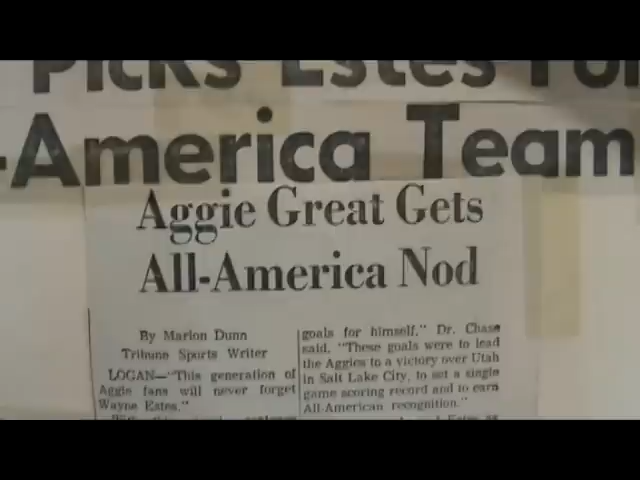 Picks Estes For
-America Team
Aggie Great Gets
All-America Nod
By Marion Dunn
Tribune Sports Writer
LOGAN—"This generation of
Aggie fans will never forget
Wayne Estes."
goals for himself," Dr. Chase
said. "These goals were to lead
the Aggies to a victory over Utah
in Salt Lake City, to set a single
game scoring record and to earn
All-American recognition."